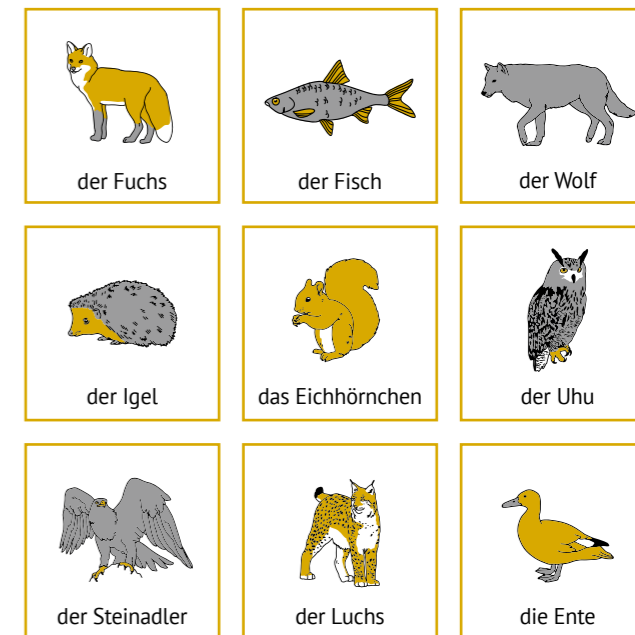 der Fuchs
der Fisch
der Wolf
der Igel
das Eichhörnchen
der Uhu
der Steinadler
der Luchs
die Ente